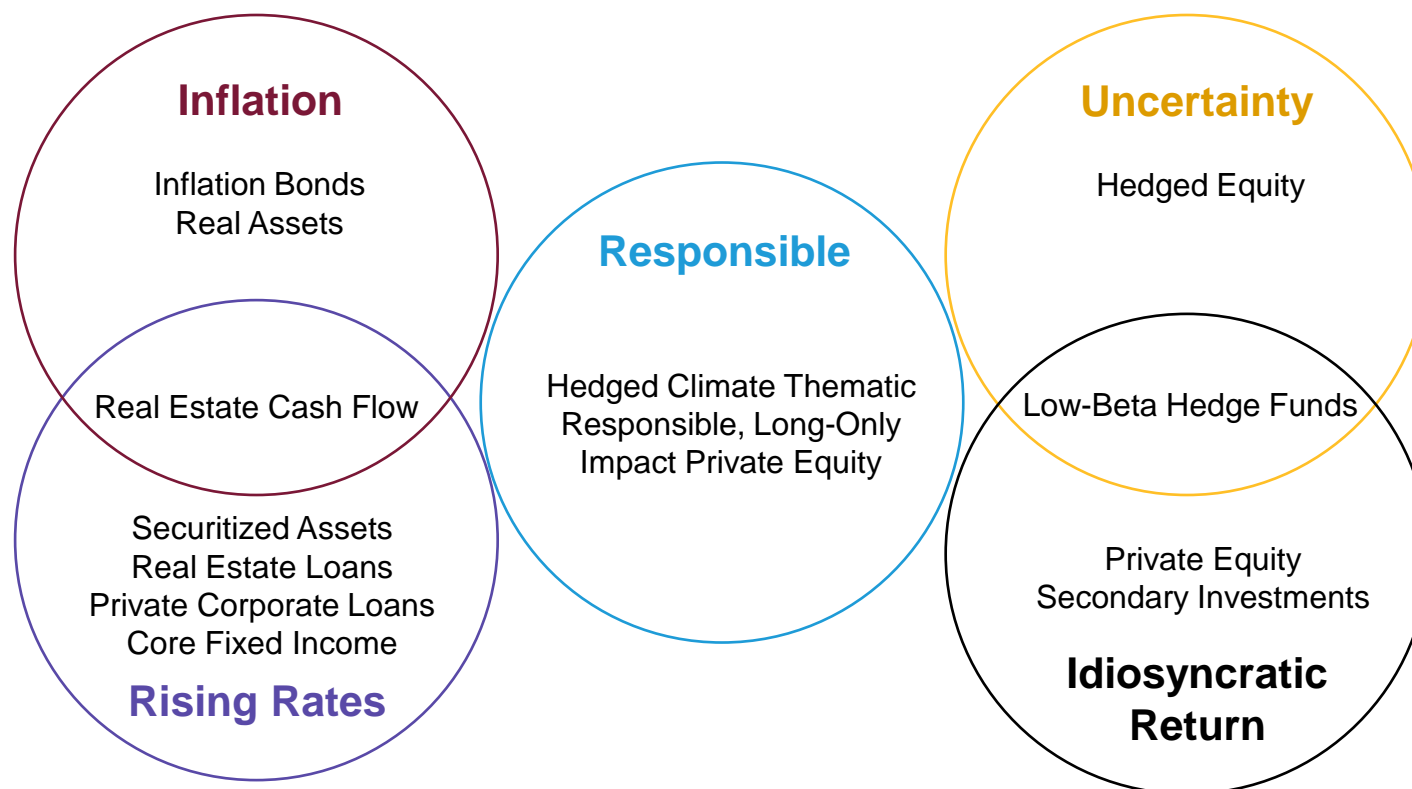 Inflation
Inflation Bonds
Real Assets
Real Estate Cash Flow
Securitized Assets
Real Estate Loans
Private Corporate Loans
Core Fixed Income
Rising Rates
Responsible
Hedged Climate Thematic
Responsible, Long-Only
Impact Private Equity
Uncertainty
Hedged Equity
Low-Beta Hedge Funds
Private Equity
Secondary Investments
Idiosyncratic
Return